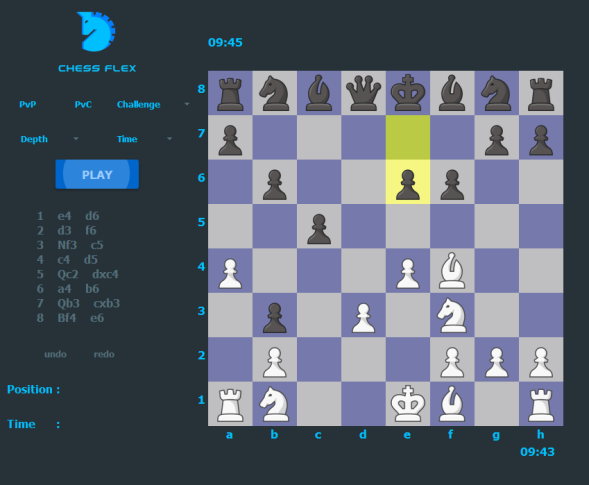 09:45
CHESS FLEX
PvP PvC Challenge
Depth Time
PLAY
1 e4 d6
2 d3 f6
3 Nf3 c5
4 c4 d5
5 Qc2 dxc4
6 a4 b6
7 Qb3 cxb3
8 Bf4 e6
undo redo
Position :
Time :
8
7
6
5
4
3
2
1
a b c d e f g h
09:43